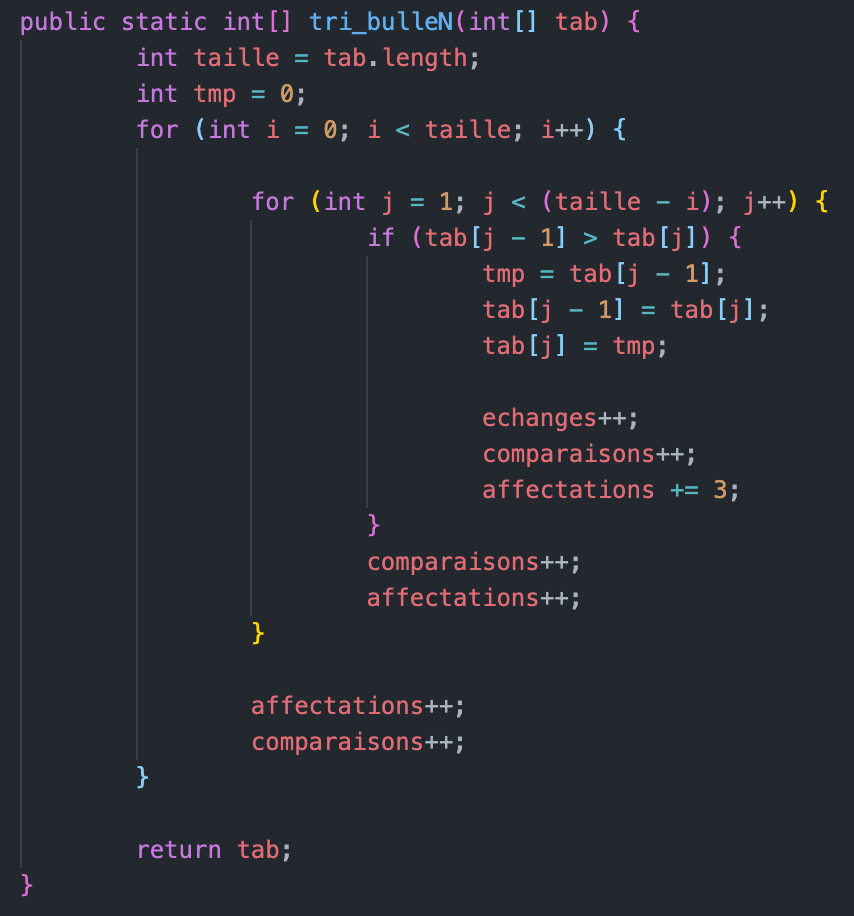 public static int[] tri_bulleN(int[] tab) {
int taille = tab.length;
int tmp = 0;
for (int i = 0; i < taille; i++) {
for (int j = 1; j < (taille - i); j++) {
if (tab[j - 1] > tab[j]) {
tmp = tab[j - 1];
tab[j - 1] = tab[j];
tab[j] = tmp;
echanges++;
comparaisons++;
affectations += 3;
}
comparaisons++;
affectations++;
}
affectations++;
comparaisons++;
}
return tab;
}